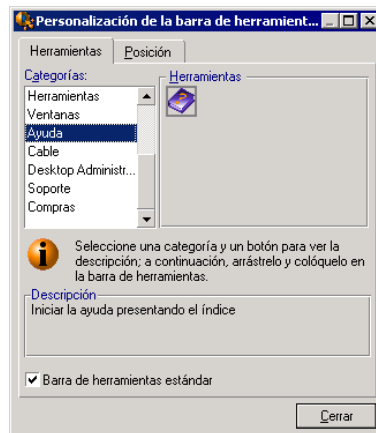 Personalización de la barra de herramient...
Herramientas
Posición
Categorías:
Herramientas
Herramientas
Ventanas
Ayuda
Cable
Desktop Administr...
Soporte
Compras
Seleccione una categoría y un botón para ver la
descripción; a continuación, arrástrelo y colóquelo en
la barra de herramientas.
Descripción
Iniciar la ayuda presentando el índice
Barra de herramientas estándar
Cerrar